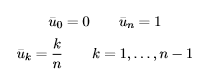 ū₀ = 0  ūₙ = 1
ūₖ = k/n  k = 1, . . . , n − 1